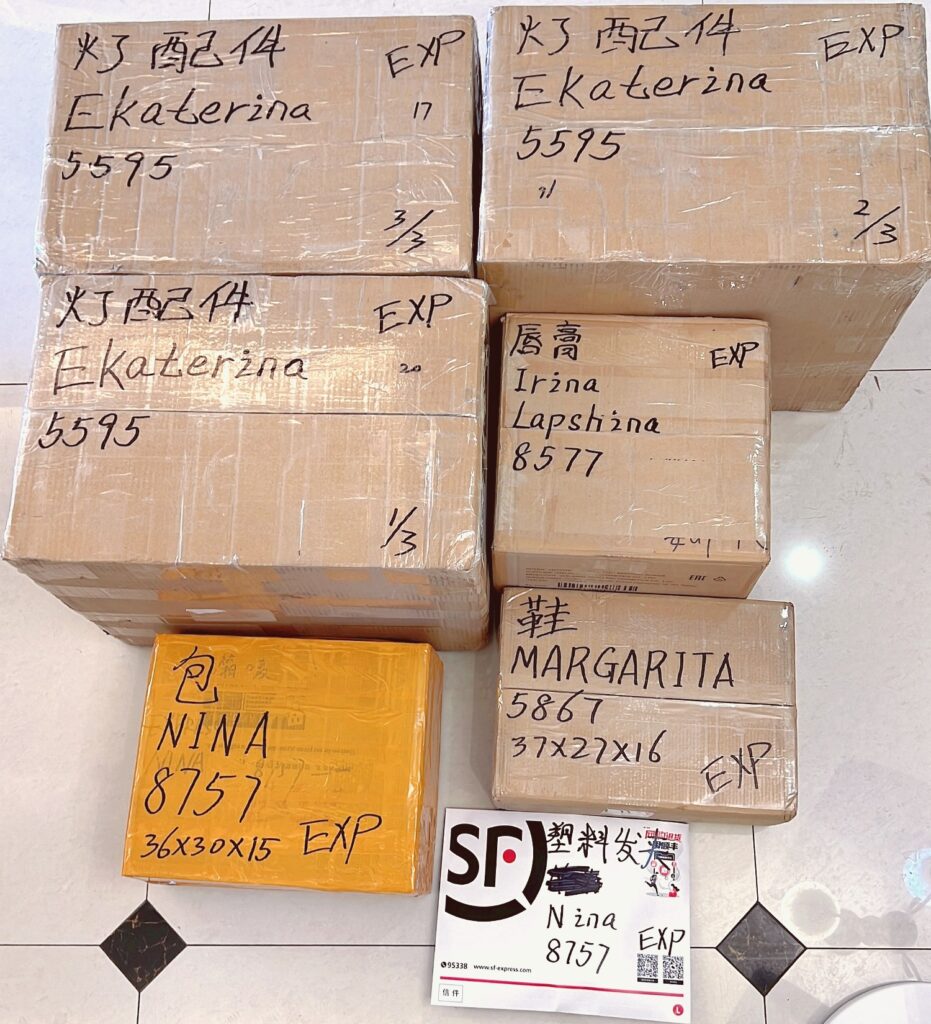 灯配件 EXP
Ekaterina 17
5595
3/3
灯配件 EXP
Ekaterina
5595
2/3
灯配件 EXP
Ekaterina 20
5595
1/3
唇膏 EXP
Irina
Lapshina
8577
EAC
鞋
MARGARITA
5867
37X27X16
EXP
包
NINA
8757
36X30X15 EXP
SF
塑料发夹
Nina
8757 EXP
95338 www.sf-express.com
信件
L